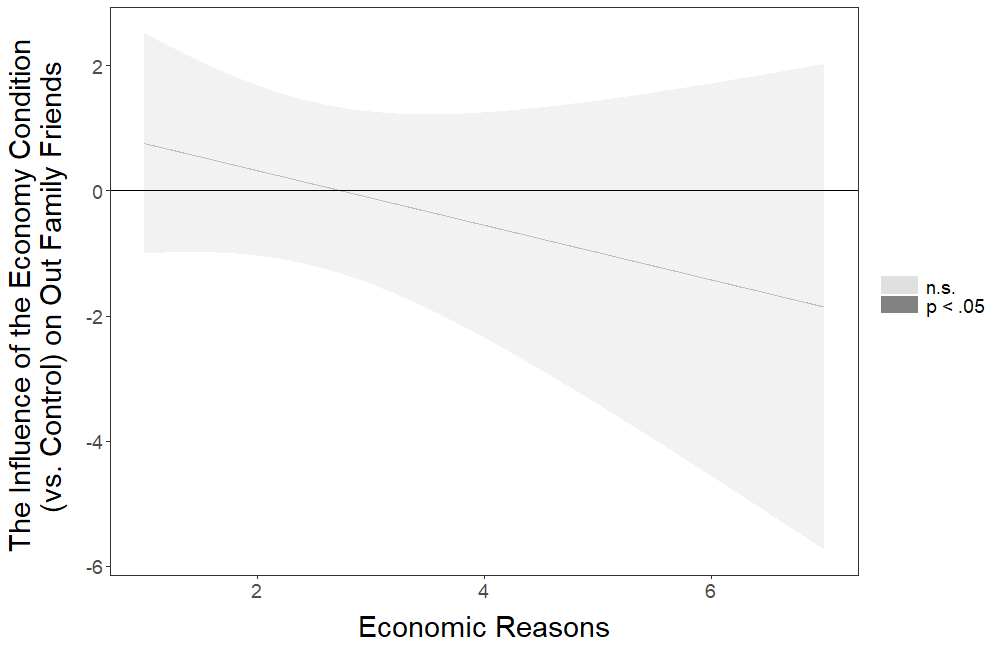 The Influence of the Economy Condition
(vs. Control) on Out Family Friends
2
0
-2
-4
-6
2
4
6
Economic Reasons
n.s.
p < .05